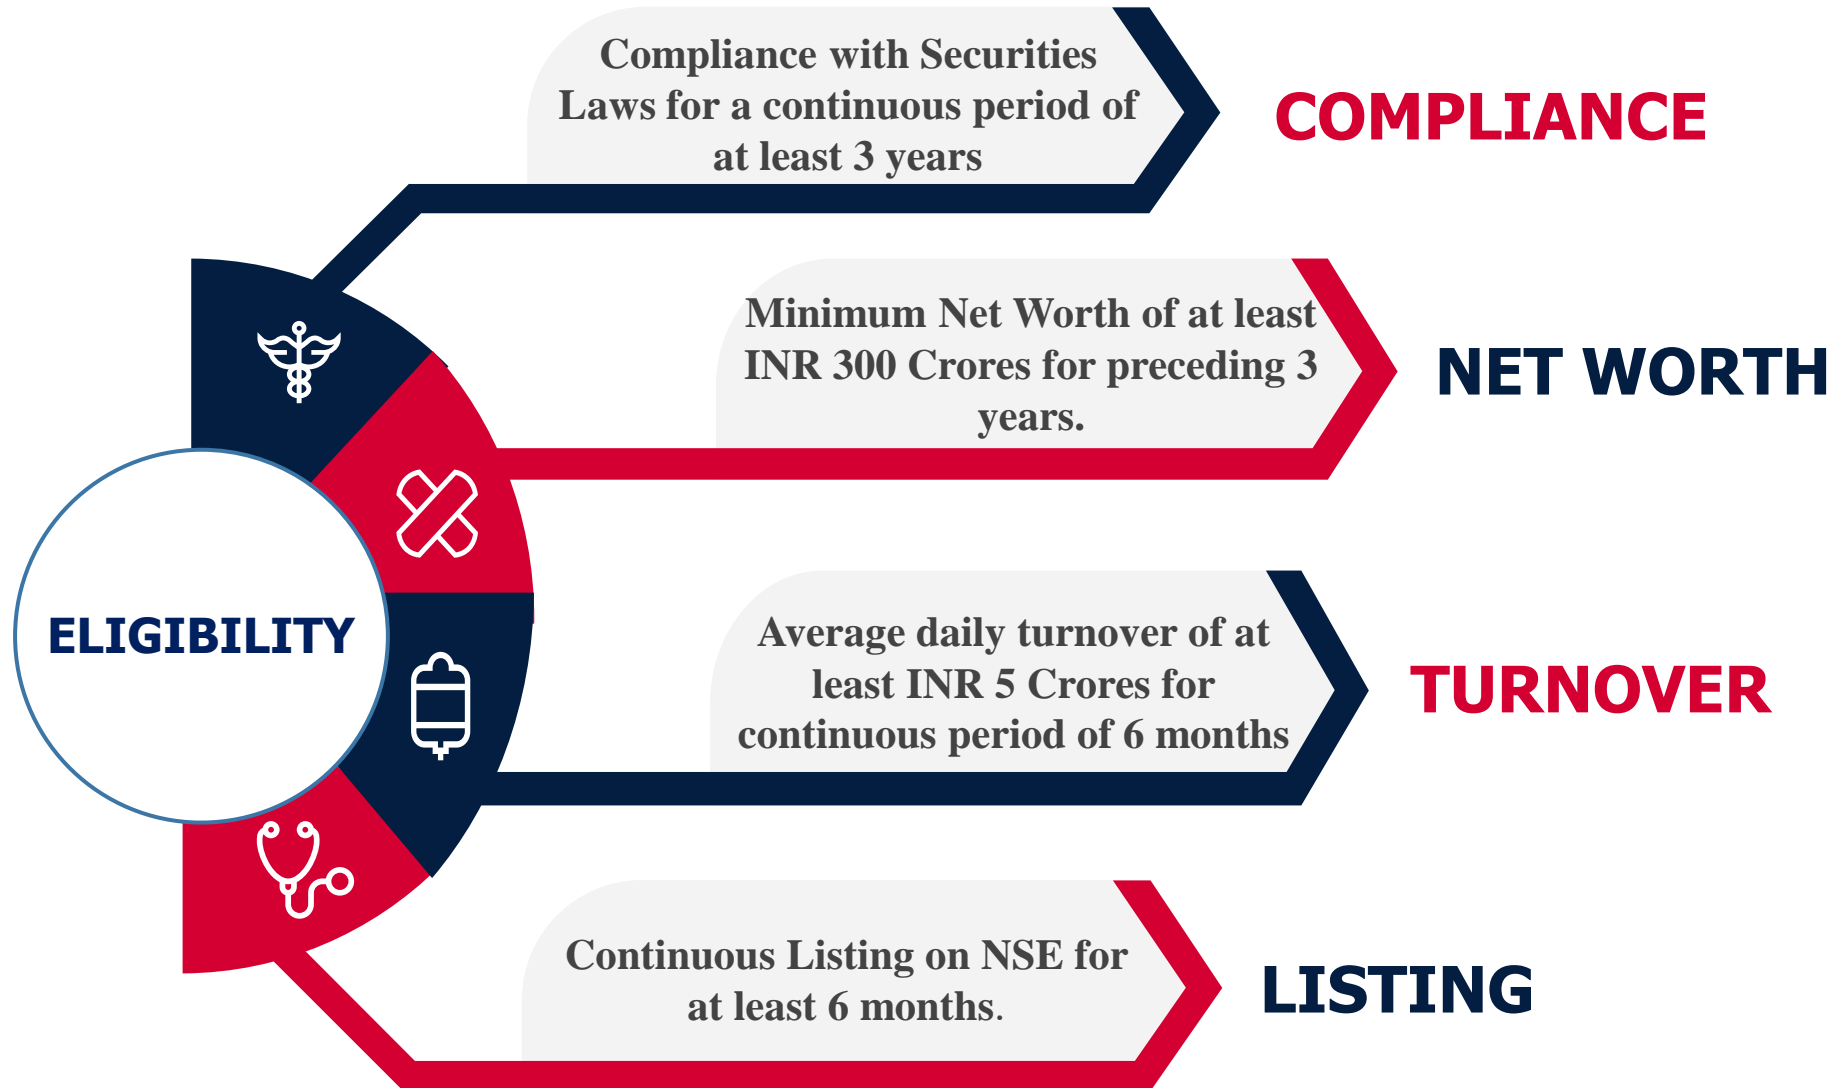 Compliance with Securities
Laws for a continuous period of
at least 3 years
COMPLIANCE
Minimum Net Worth of at least
INR 300 Crores for preceding 3
years.
NET WORTH
ELIGIBILITY
Average daily turnover of at
least INR 5 Crores for
continuous period of 6 months
TURNOVER
Continuous Listing on NSE for
at least 6 months.
LISTING